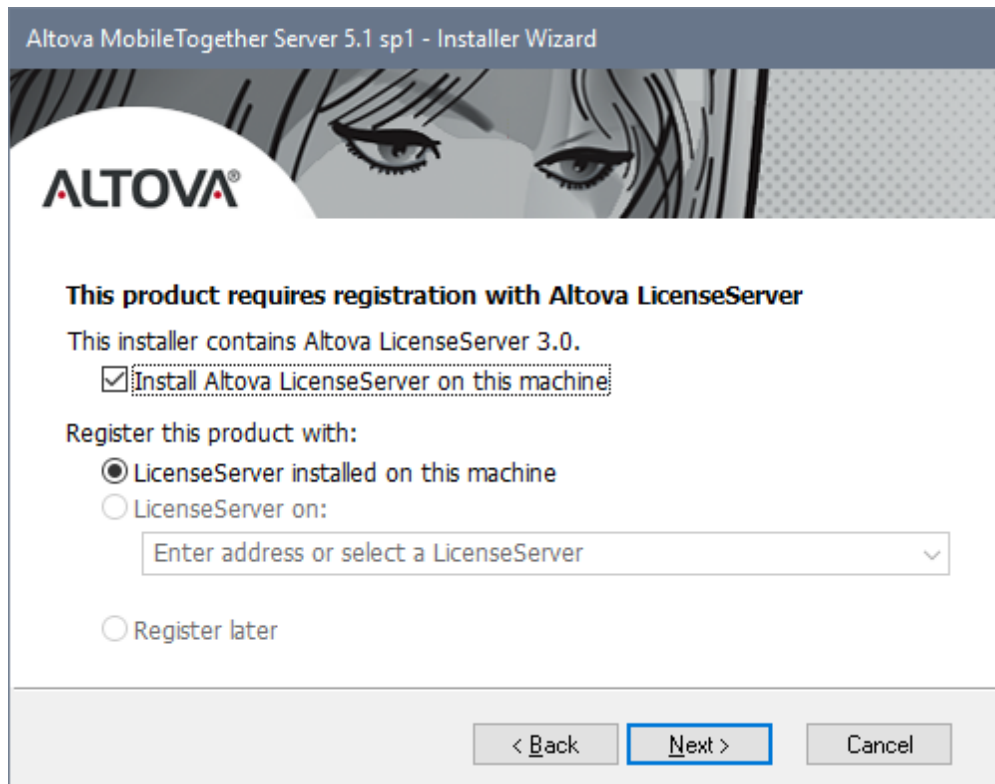 Altova MobileTogether Server 5.1 sp1 - Installer Wizard
ALTOVA®
This product requires registration with Altova LicenseServer
This installer contains Altova LicenseServer 3.0.
Install Altova LicenseServer on this machine
Register this product with:
LicenseServer installed on this machine
LicenseServer on:
Enter address or select a LicenseServer
Register later
< Back Next > Cancel